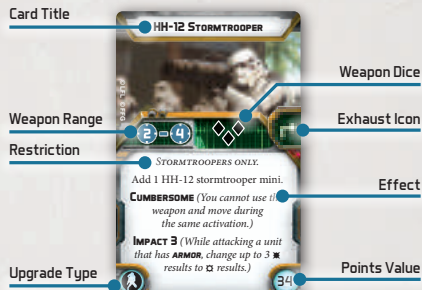 Card Title
HH-12 Stormtrooper
Weapon Dice
Weapon Range
2 - 4
Exhaust Icon
Restriction
Stormtroopers only.
Add 1 HH-12 stormtrooper mini.
Effect
Cumbersome (You cannot use
weapon and move during
the same activation.)
Impact 3 (While attacking a unit
that has armor, change up to 3
results to results.)
Upgrade Type
34
Points Value